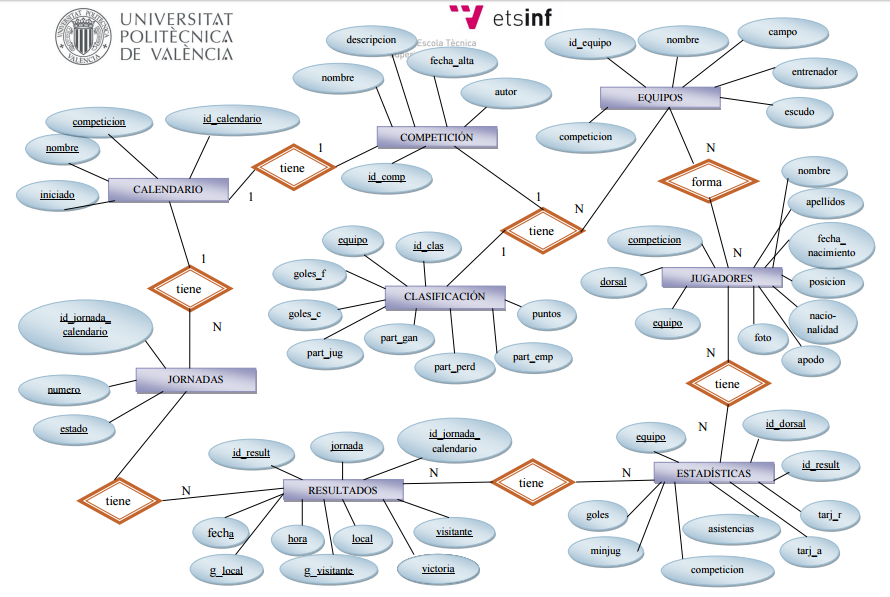 UNIVERSITAT
POLITÈCNICA
DE VALÈNCIA
etsinf
Escola Tècnica
descripcion
fecha_alta
nombre
autor
COMPETICIÓN
id_comp
id_equipo
nombre
campo
entrenador
escudo
EQUIPOS
competicion
competicion
id_calendario
nombre
iniciado
CALENDARIO
tiene
1
1
tiene
1
N
1
forma
N
N
nombre
apellidos
fecha_
nacimiento
posicion
nacio-
nalidad
apodo
foto
competicion
dorsal
equipo
JUGADORES
equipo
id_clas
goles_f
goles_c
part_jug
part_gan
part_perd
part_emp
puntos
CLASIFICACIÓN
tiene
1
N
id_jornada_
calendario
numero
estado
JORNADAS
tiene
N
tiene
N
N
id_result
jornada
id_jornada_
calendario
RESULTADOS
fecha
hora
local
visitante
g_local
g_visitante
victoria
tiene
N
N
equipo
id_dorsal
id_result
ESTADÍSTICAS
goles
minjug
asistencias
competicion
tarj_r
tarj_a